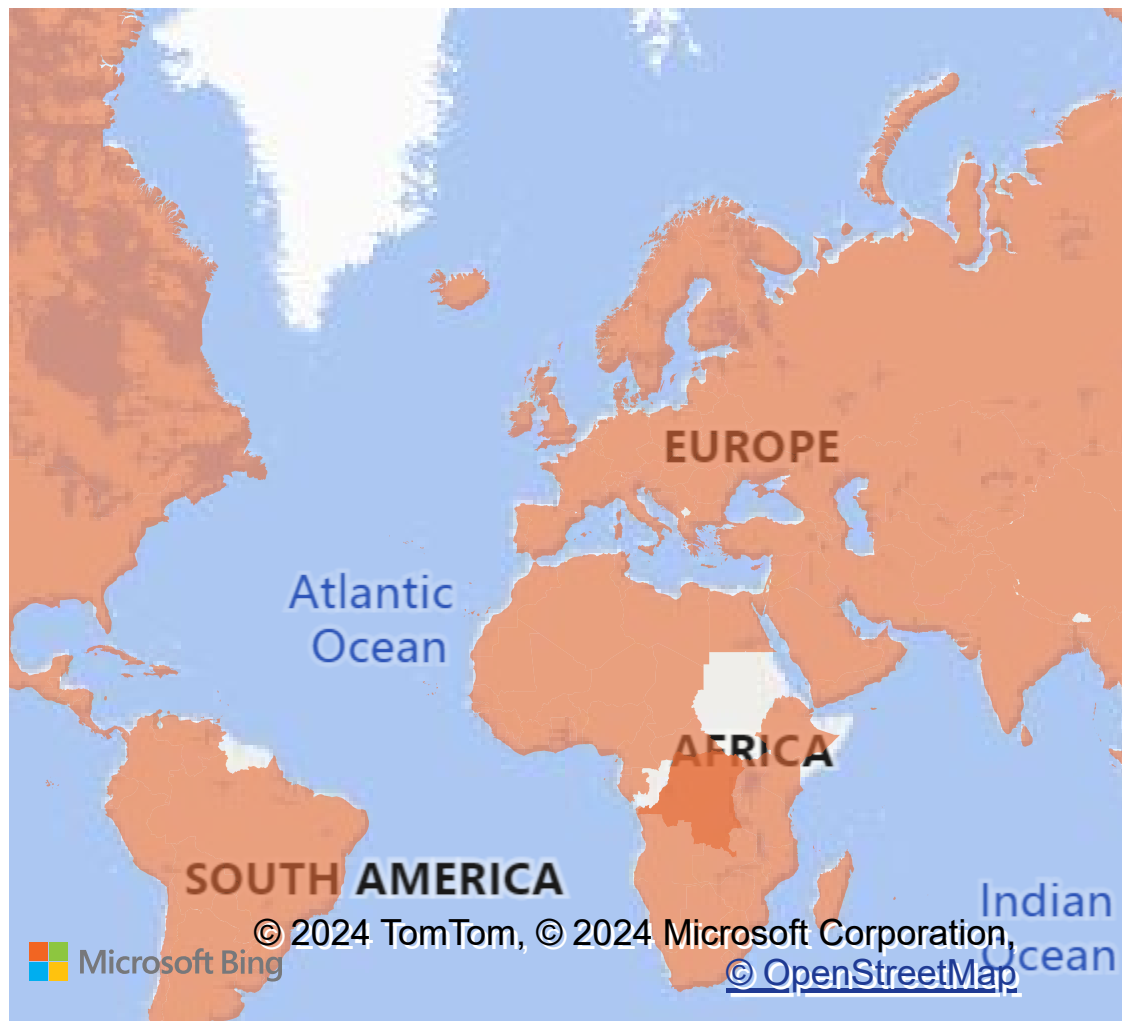 EUROPE
Atlantic
Ocean
AFRICA
SOUTH AMERICA
Indian
Ocean
© 2024 TomTom, © 2024 Microsoft Corporation,
© OpenStreetMap
Microsoft Bing